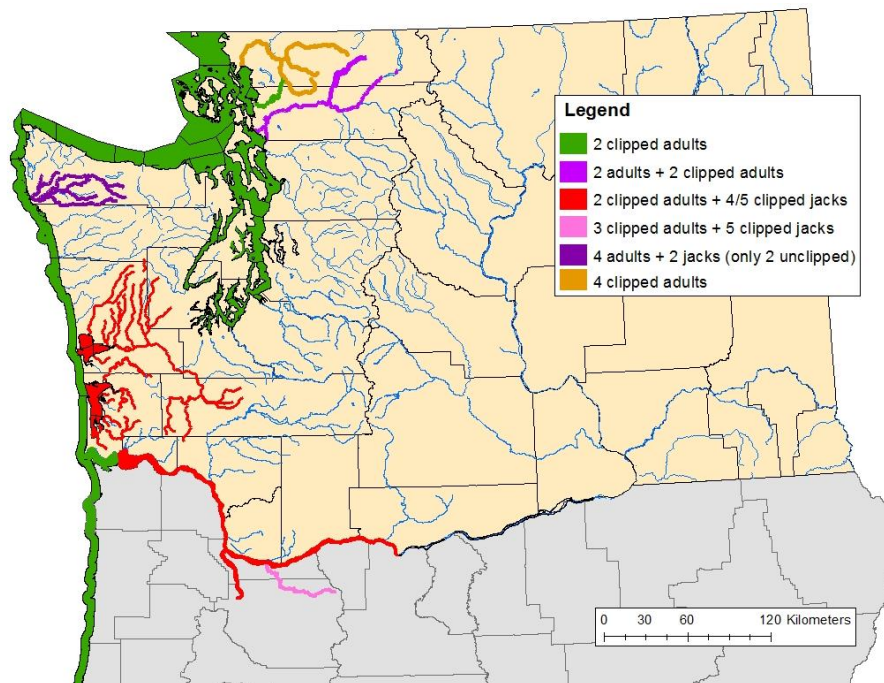 Legend
2 clipped adults
2 adults + 2 clipped adults
2 clipped adults + 4/5 clipped jacks
3 clipped adults + 5 clipped jacks
4 adults + 2 jacks (only 2 unclipped)
4 clipped adults
0 30 60 120 Kilometers